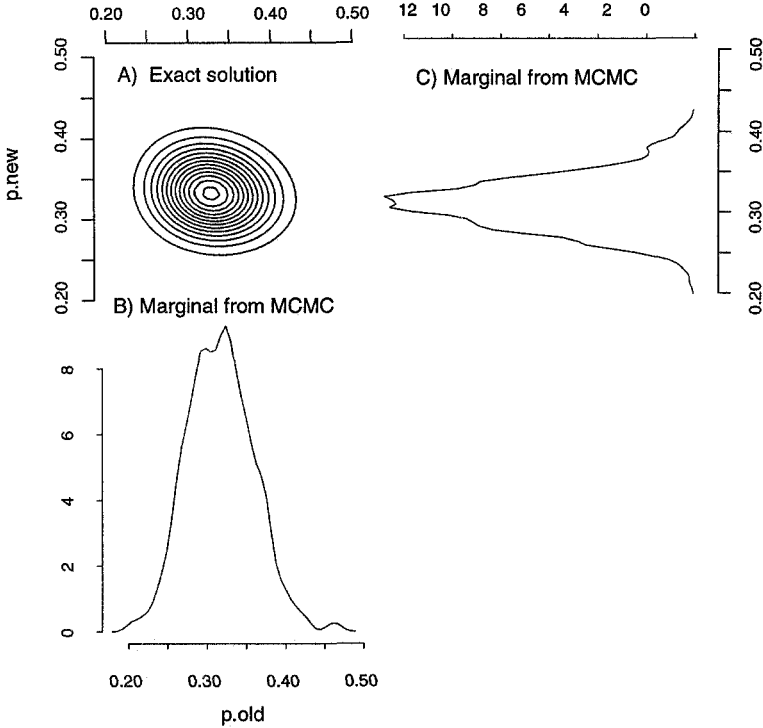 0.20 0.30 0.40 0.50
12 10 8 6 4 2 0
A) Exact solution
C) Marginal from MCMC
p.new
0.50
0.40
0.30
0.20
0.50
0.40
0.30
0.20
B) Marginal from MCMC
8
6
4
2
0
0.20 0.30 0.40 0.50
p.old